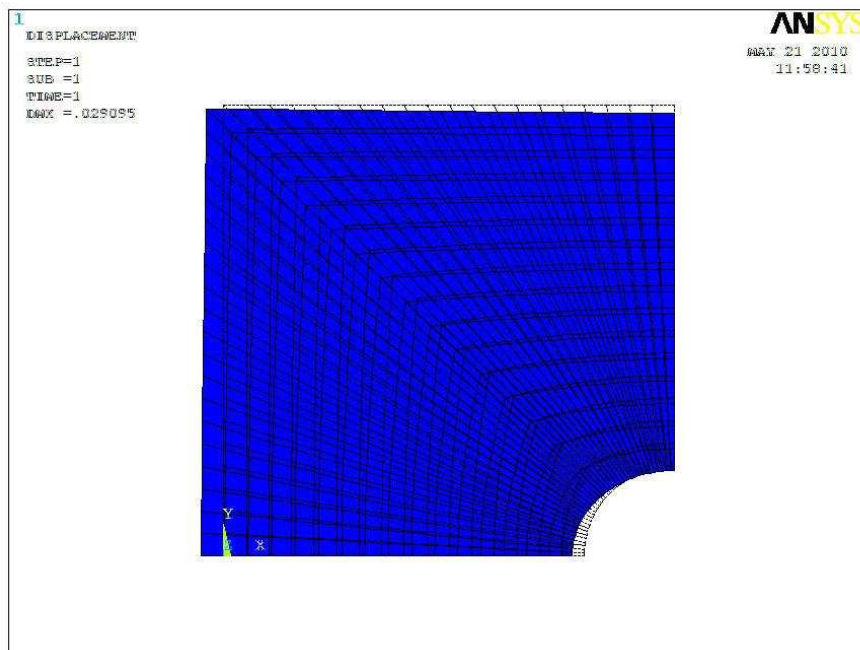 1
DISPLACEMENT
STEP=1
SUB =1
TIME=1
DMX =.029095
ANSYS
MAY 21 2010
11:58:41
Y
X